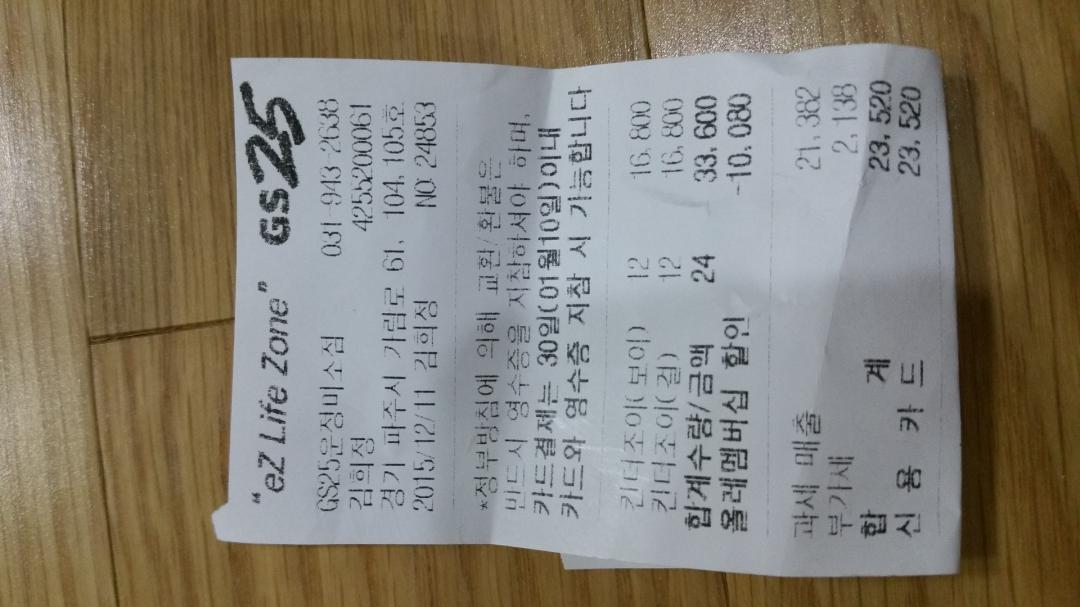 "eZ Life Zone" GS25
GS25운정미소점 031-943-2638
김희정 4255200061
경기 파주시 가림로 61, 104,105호
2015/12/11 김희정 NO: 24853
*정부방침에 의해 교환/환불은
반드시 영수증을 지참하셔야 하며,
카드결제는 30일(01월10일)이내
카드와 영수증 지참 시 가능합니다
킨더조이(보이) 12 16,800
킨더조이(걸) 12 16,800
합계수량/금액 24 33,600
올레멤버십 할인 -10,080
과세 매출 21,382
부가세 2,138
합 계 23,520
신 용 카 드 23,520